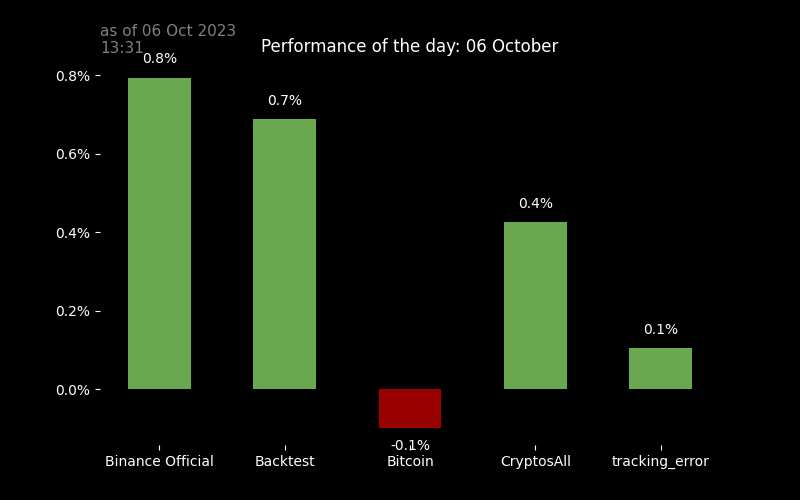 as of 06 Oct 2023
13:31
Performance of the day: 06 October
0.8%
0.7%
-0.1%
0.4%
0.1%
0.8%
0.6%
0.4%
0.2%
0.0%
Binance Official
Backtest
Bitcoin
CryptosAll
tracking_error